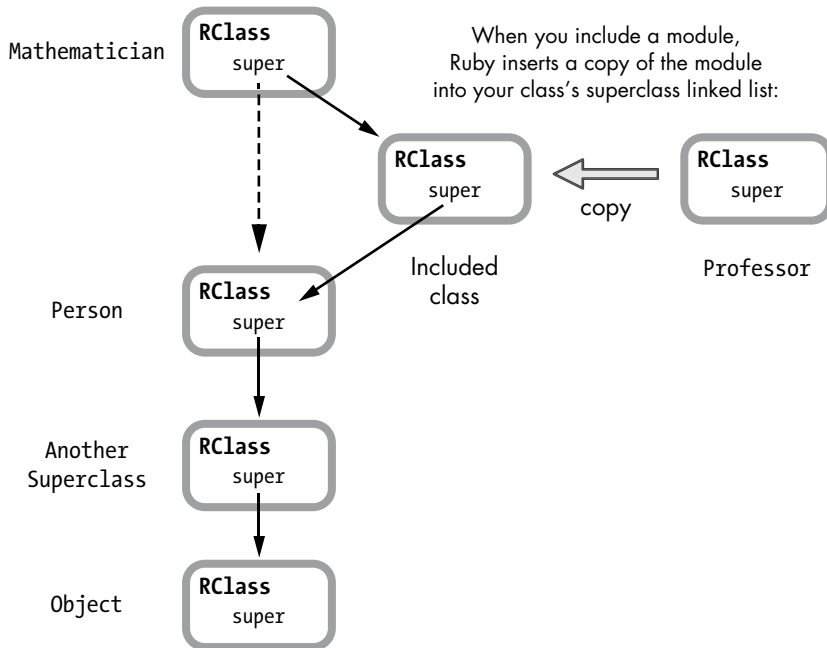 Mathematician
RClass
super
When you include a module,
Ruby inserts a copy of the module
into your class’s superclass linked list:
RClass
super
copy
RClass
super
Included
class
Professor
Person
RClass
super
Another
Superclass
RClass
super
Object
RClass
super